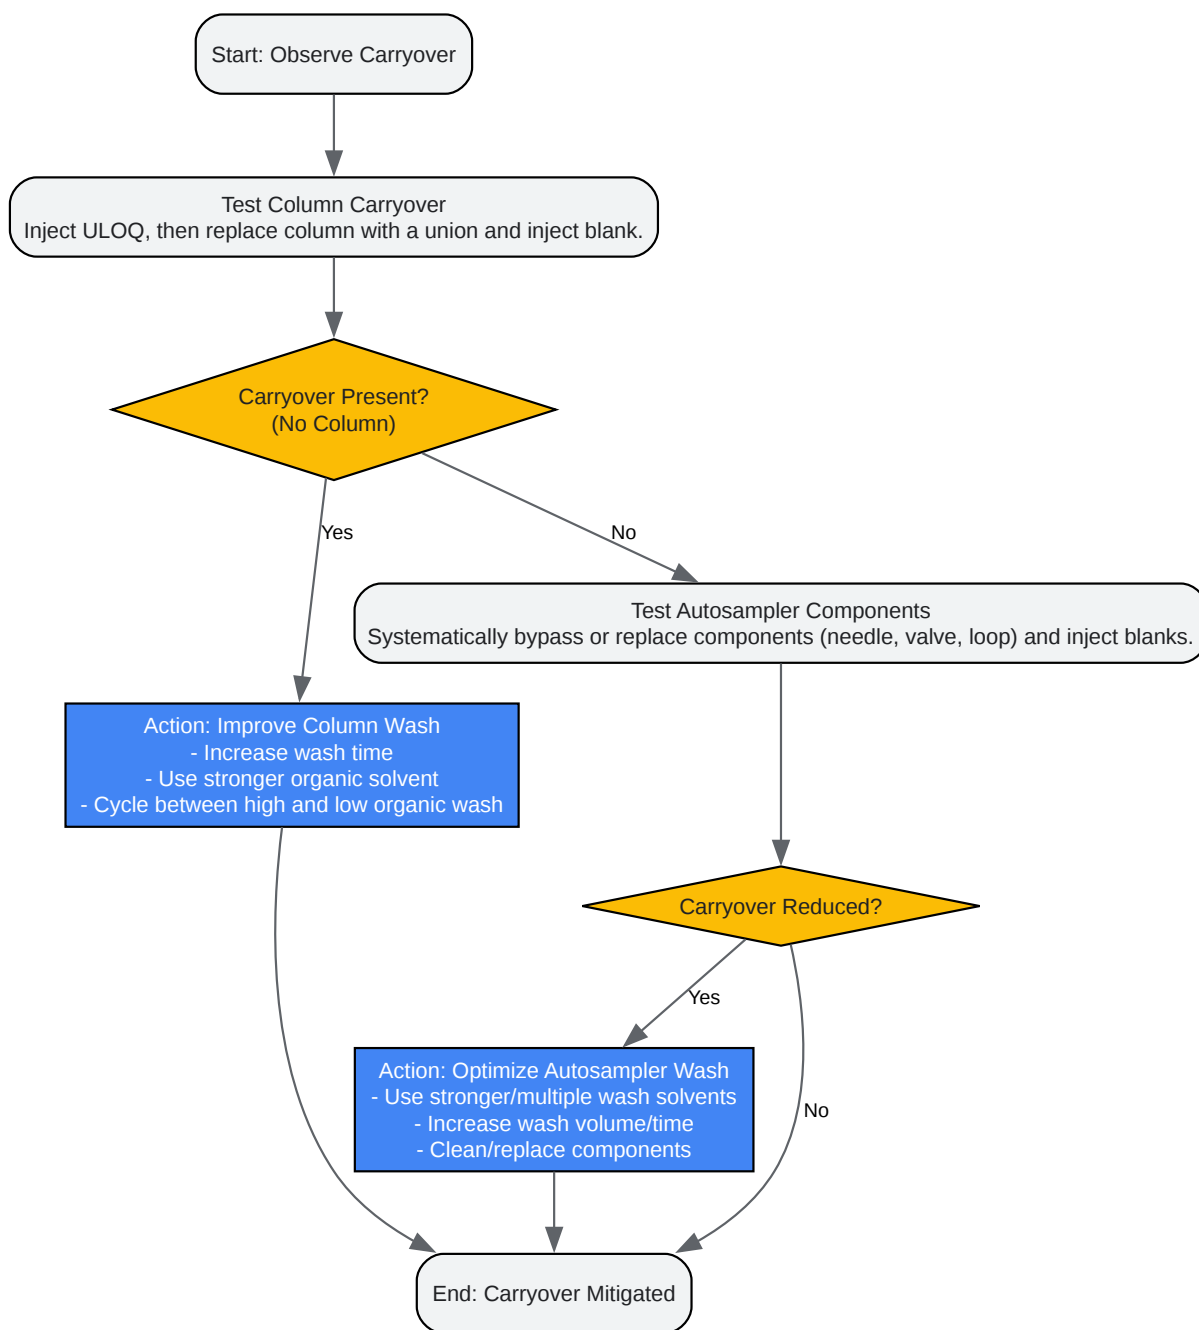 Start: Observe Carryover
Test Column Carryover
Inject ULOQ, then replace column with a union and inject blank.
Carryover Present?
(No Column)
Yes
No
Test Autosampler Components
Systematically bypass or replace components (needle, valve, loop) and inject blanks.
Action: Improve Column Wash
- Increase wash time
- Use stronger organic solvent
- Cycle between high and low organic wash
Carryover Reduced?
Yes
Action: Optimize Autosampler Wash
- Use stronger/multiple wash solvents
- Increase wash volume/time
- Clean/replace components
No
End: Carryover Mitigated